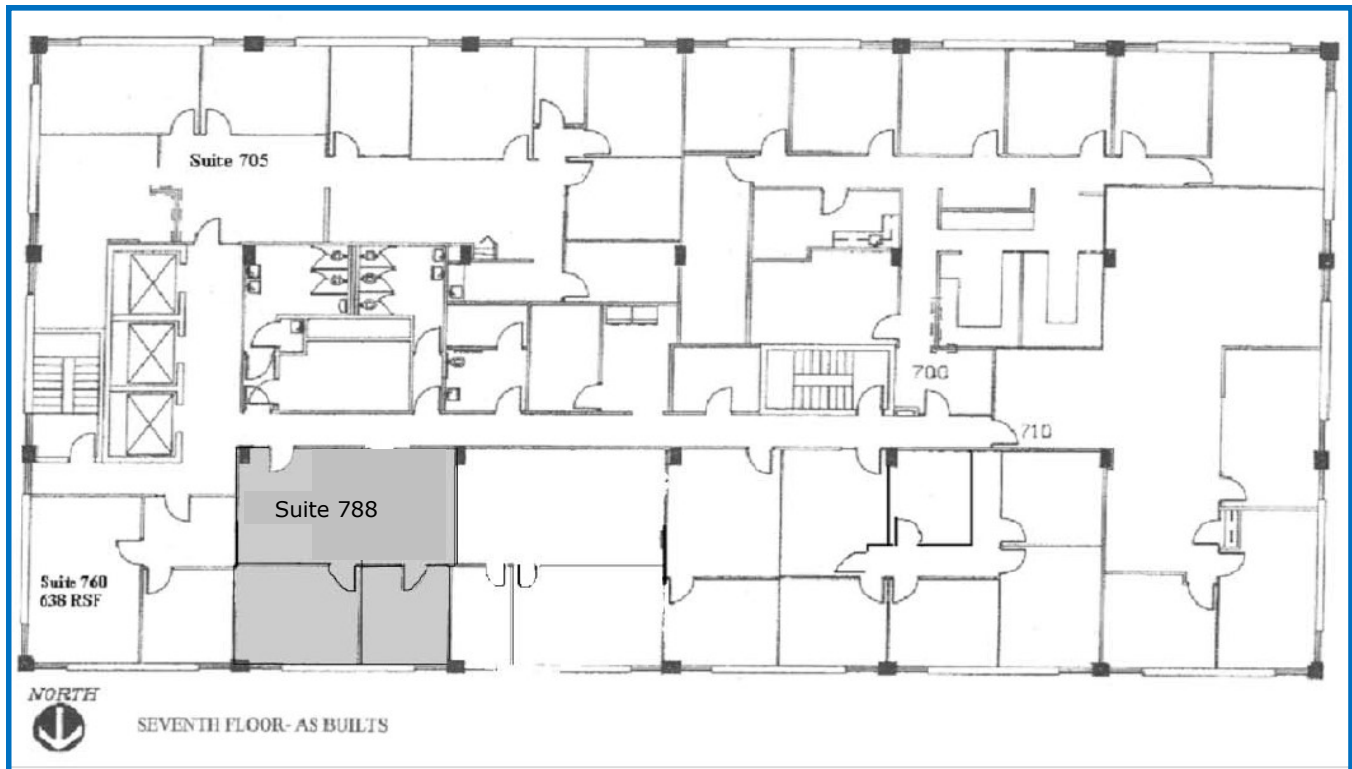 Suite 705
700
710
Suite 788
Suite 760
638 RSF
NORTH
SEVENTH FLOOR- AS BUILTS